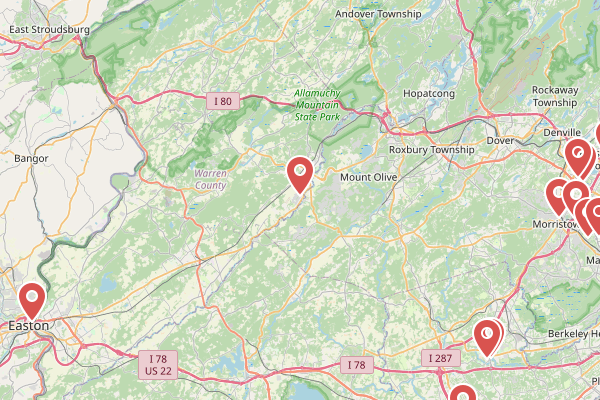 Andover Township
East Stroudsburg
Hopatcong
Rockaway
Township
I 80
Allamuchy
Mountain
State Park
Denville
Dover
Roxbury Township
Bangor
Warren
County
Mount Olive
Morristow
Ma
Easton
Berkeley He
I 78
US 22
I 78
I 287
Pl